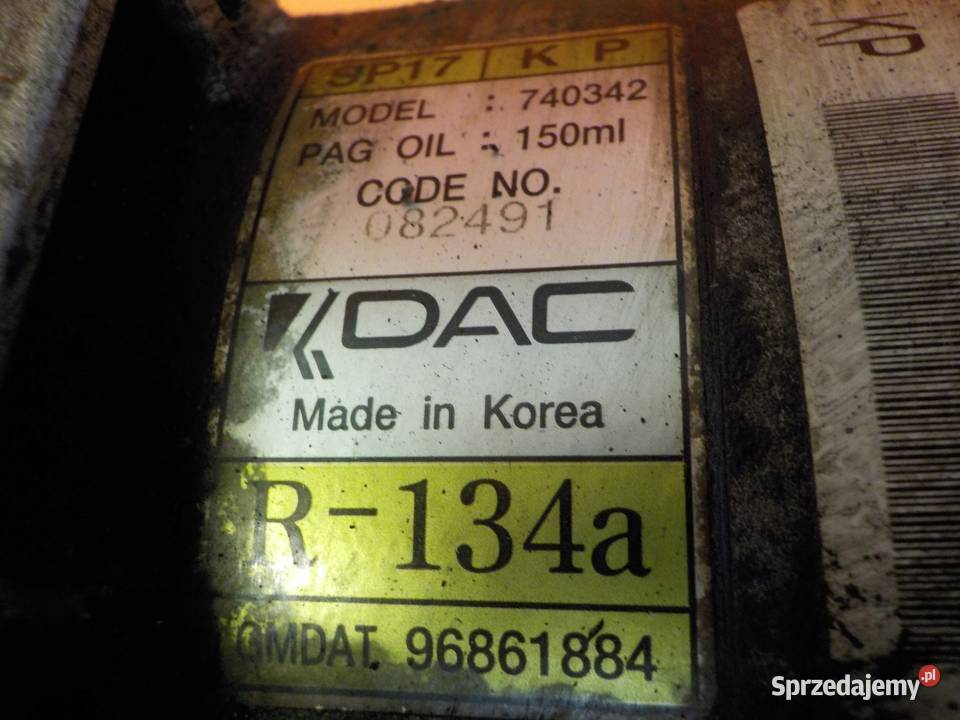 SP17 KP
MODEL : 740342
PAG OIL : 150ml
CODE NO.
082491
KDAC
Made in Korea
R-134a
GMDAT. 96861884
KP
Sprzedajemy.pl